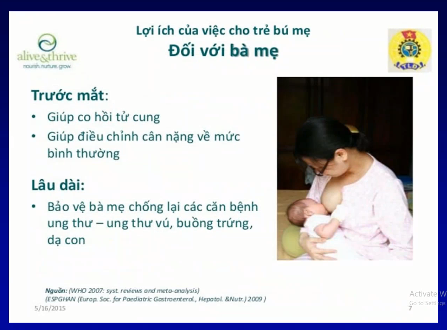 Lợi ích của việc cho trẻ bú mẹ
Đối với bà mẹ
alive&thrive
nourish. nurture. grow.
TLĐ
Trước mắt:
• Giúp co hồi tử cung
• Giúp điều chỉnh cân nặng về mức
bình thường
Lâu dài:
• Bảo vệ bà mẹ chống lại các căn bệnh
ung thư – ung thư vú, buồng trứng,
dạ con
Nguồn: (WHO 2007: syst. reviews and meta-analysis)
(ESPGHAN (Europ. Soc. for Paediatric Gastroenterol., Hepatol. &Nutr.) 2009 )
5/16/2015
7
Activate W